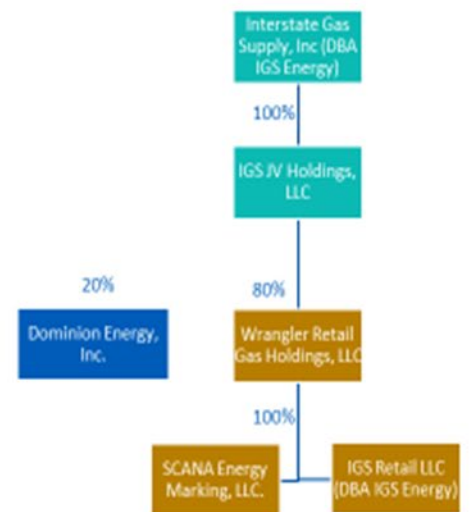 Interstate Gas
Supply, Inc (DBA
IGS Energy)
100%
IGS JV Holdings,
LLC
20%
80%
Dominion Energy,
Inc.
Wrangler Retail
Gas Holdings, LLC
100%
SCANA Energy
Marking, LLC.
IGS Retail LLC
(DBA IGS Energy)